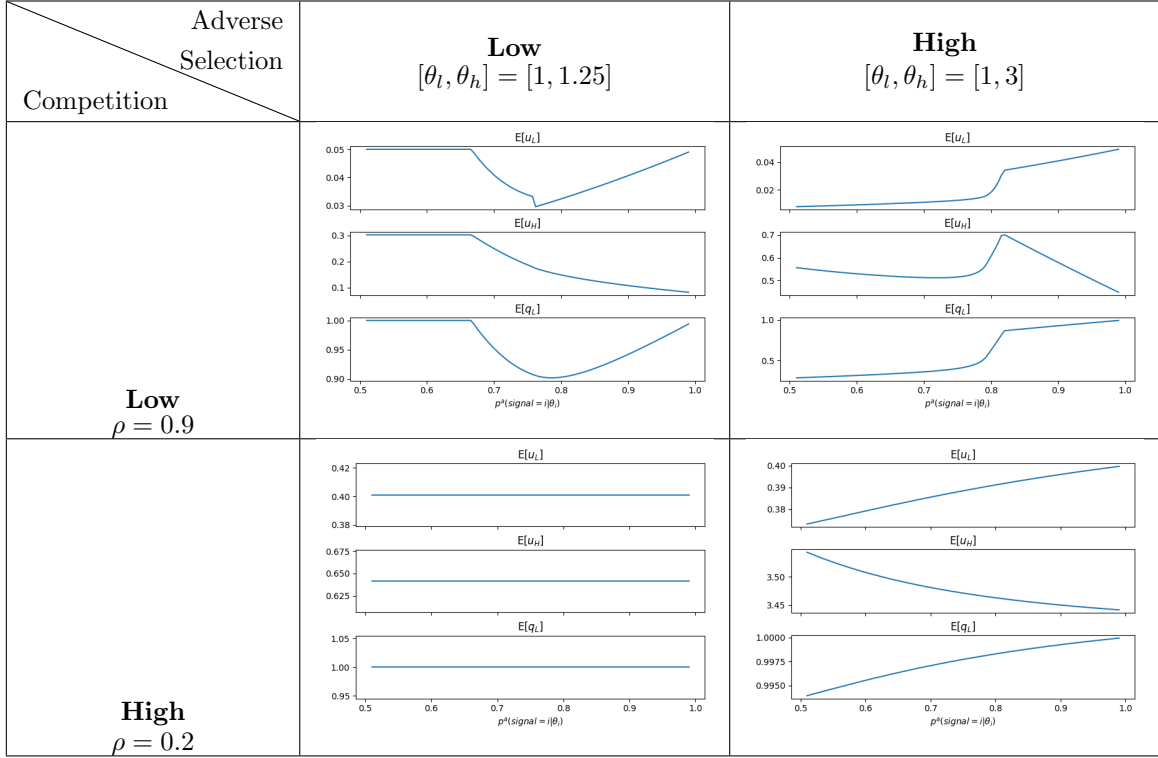 Adverse
Selection
Competition
Low
[θ_l, θ_h] = [1, 1.25]
High
[θ_l, θ_h] = [1, 3]
Low
ρ = 0.9
E[u_L]
0.05
0.04
0.03
E[u_H]
0.3
0.2
0.1
E[q_L]
1.00
0.95
0.90
0.5 0.6 0.7 0.8 0.9 1.0
p^a(signal = i|θ_i)
E[u_L]
0.04
0.02
E[u_H]
0.7
0.6
0.5
E[q_L]
1.0
0.5
0.5 0.6 0.7 0.8 0.9 1.0
p^a(signal = i|θ_i)
High
ρ = 0.2
E[u_L]
0.42
0.40
0.38
E[u_H]
0.675
0.650
0.625
E[q_L]
1.05
1.00
0.95
0.5 0.6 0.7 0.8 0.9 1.0
p^a(signal = i|θ_i)
E[u_L]
0.40
0.39
0.38
E[u_H]
3.50
3.45
E[q_L]
1.0000
0.9975
0.9950
0.5 0.6 0.7 0.8 0.9 1.0
p^a(signal = i|θ_i)